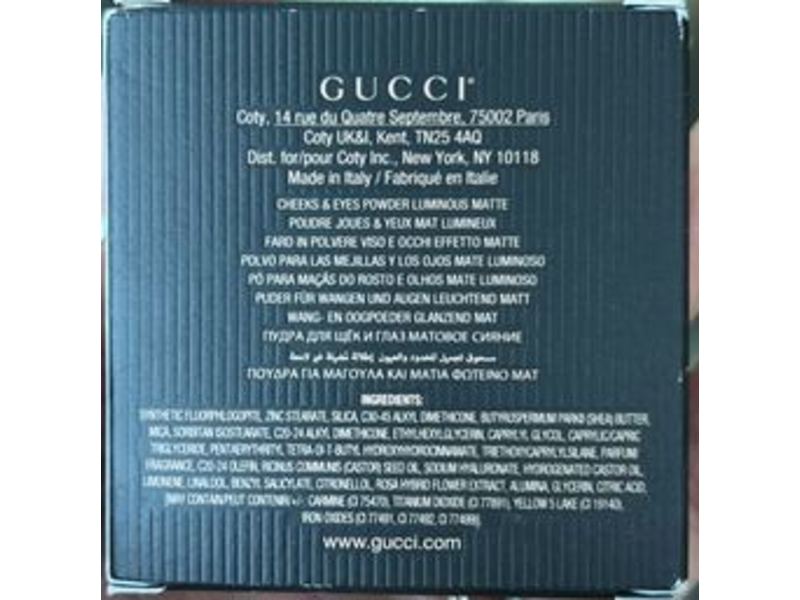 GUCCI®
Coty, 14 rue du Quatre Septembre, 75002 Paris
Coty UK&I, Kent, TN25 4AQ
Dist. for/pour Coty Inc., New York, NY 10118
Made in Italy / Fabriqué en Italie
CHEEKS & EYES POWDER LUMINOUS MATTE
POUDRE JOUES & YEUX MAT LUMINEUX
FARD IN POLVERE VISO E OCCHI EFFETTO MATTE
POLVO PARA LAS MEJILLAS Y LOS OJOS MATE LUMINOSO
PÓ PARA MAÇÃS DO ROSTO E OLHOS MATE LUMINOSO
PUDER FÜR WANGEN UND AUGEN LEUCHTEND MATT
WANG- EN OOGPOEDER GLANZEND MAT
ПУДРА ДЛЯ ЩЁК И ГЛАЗ МАТОВОЕ СИЯНИЕ
الخدود والعيون إطلالة
ΠΟΥΔΡΑ ΓΙΑ ΜΑΓΟΥΛΑ ΚΑΙ ΜΑΤΙΑ ΦΩΤΕΙΝΟ ΜΑΤ
INGREDIENTS:
SYNTHETIC FLUORPHLOGOPITE, ZINC STEARATE, SILICA, C30-45 ALKYL DIMETHICONE, BUTYROSPERMUM PARKII (SHEA) BUTTER,
MICA, SORBITAN ISOSTEARATE, C20-24 ALKYL DIMETHICONE, ETHYLHEXYLGLYCERIN, CAPRYLYL GLYCOL, CAPRYLIC/CAPRIC
TRIGLYCERIDE, PENTAERYTHRITYL TETRA-DI-T-BUTYL HYDROXYHYDROCINNAMATE, TRIETHOXYCAPRYLYLSILANE, PARFUM/
FRAGRANCE, C20-24 OLEFIN, RICINUS COMMUNIS (CASTOR) SEED OIL, SODIUM HYALURONATE, HYDROGENATED CASTOR OIL,
LIMONENE, LINALOOL, BENZYL SALICYLATE, CITRONELLOL, ROSA HYBRID FLOWER EXTRACT, ALUMINA, GLYCERIN, CITRIC ACID,
[MAY CONTAIN/PEUT CONTENIR/ +/- CARMINE (CI 75470), TITANIUM DIOXIDE (CI 77891), YELLOW 5 LAKE (CI 19140),
IRON OXIDES (CI 77491, CI 77492, CI 77499)].
www.gucci.com